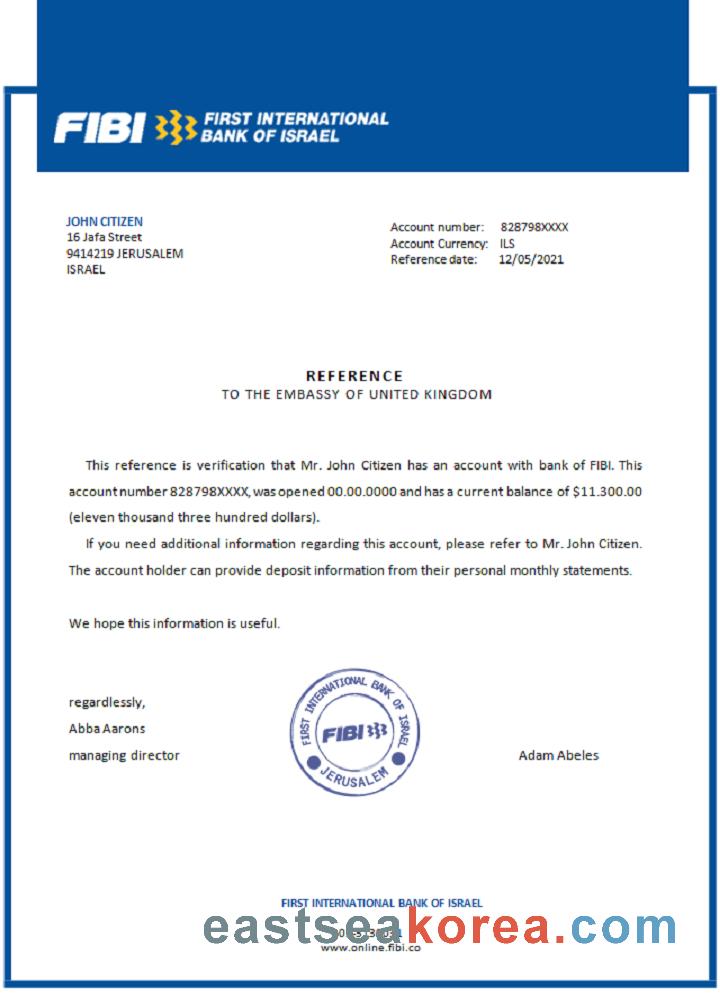 FIBI FIRST INTERNATIONAL
BANK OF ISRAEL
JOHN CITIZEN
16 Jafa Street
9414219 JERUSALEM
ISRAEL
Account number: 828798XXXX
Account Currency: ILS
Reference date: 12/05/2021
REFERENCE
TO THE EMBASSY OF UNITED KINGDOM
This reference is verification that Mr. John Citizen has an account with bank of FIBI. This
account number 828798XXXX, was opened 00.00.0000 and has a current balance of $11.300.00
(eleven thousand three hundred dollars).
If you need additional information regarding this account, please refer to Mr. John Citizen.
The account holder can provide deposit information from their personal monthly statements.
We hope this information is useful.
regardlessly,
Abba Aarons
managing director
FIRST INTERNATIONAL BANK OF ISRAEL
FIBI
JERUSALEM
Adam Abeles
FIRST INTERNATIONAL BANK OF ISRAEL
eastseakorea.com
www.online.fibi.co